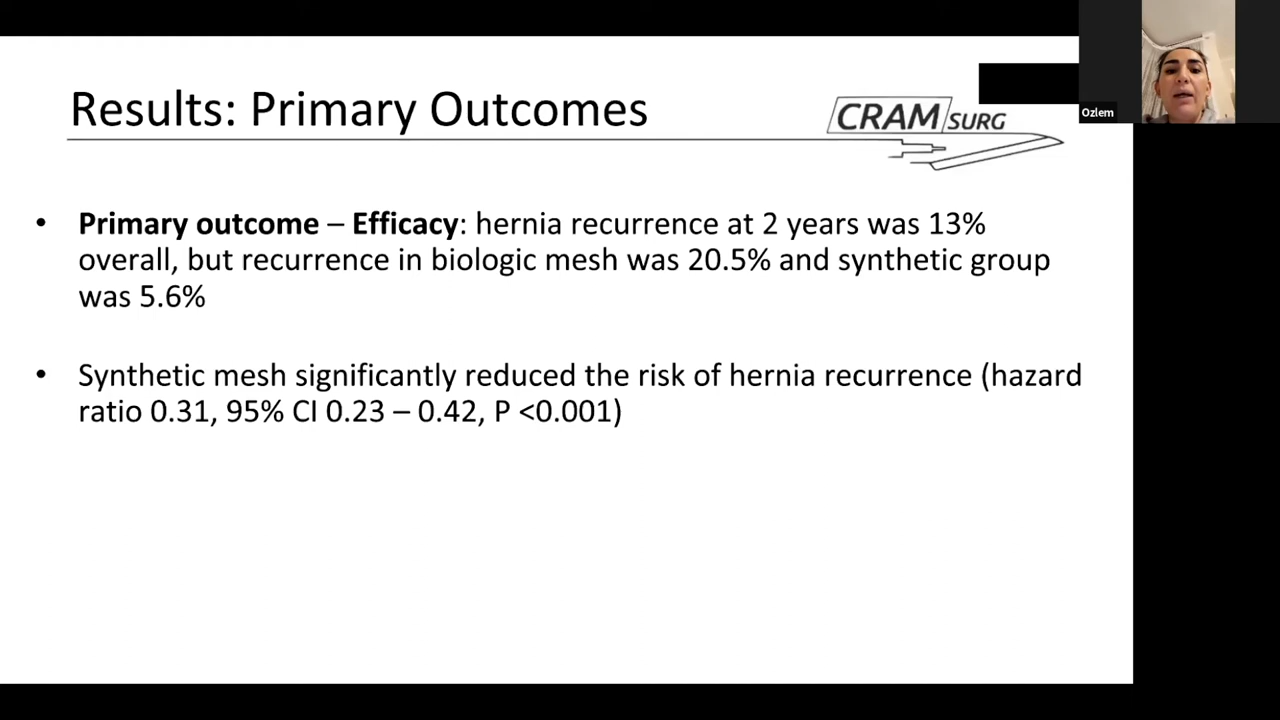 Results: Primary Outcomes
CRAM SURG
Ozlem
• Primary outcome – Efficacy: hernia recurrence at 2 years was 13%
overall, but recurrence in biologic mesh was 20.5% and synthetic group
was 5.6%
• Synthetic mesh significantly reduced the risk of hernia recurrence (hazard
ratio 0.31, 95% CI 0.23 – 0.42, P <0.001)